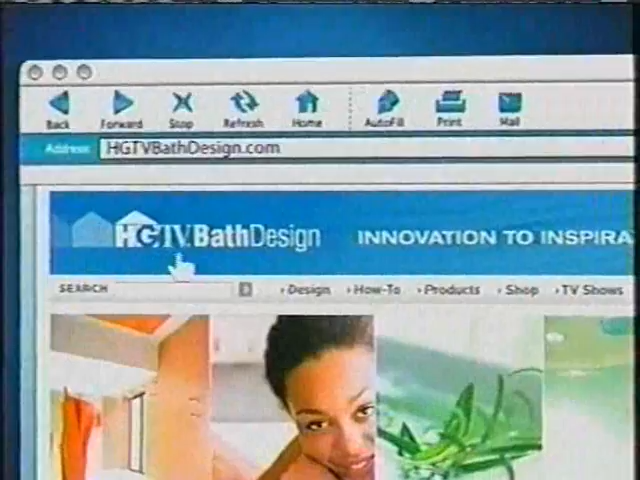 Back Forward Stop Refresh Home AutoFill Print Mail
Address HGTVBathDesign.com
HGTV BathDesign INNOVATION TO INSPIRA
SEARCH › Design › How-To › Products › Shop › TV Shows